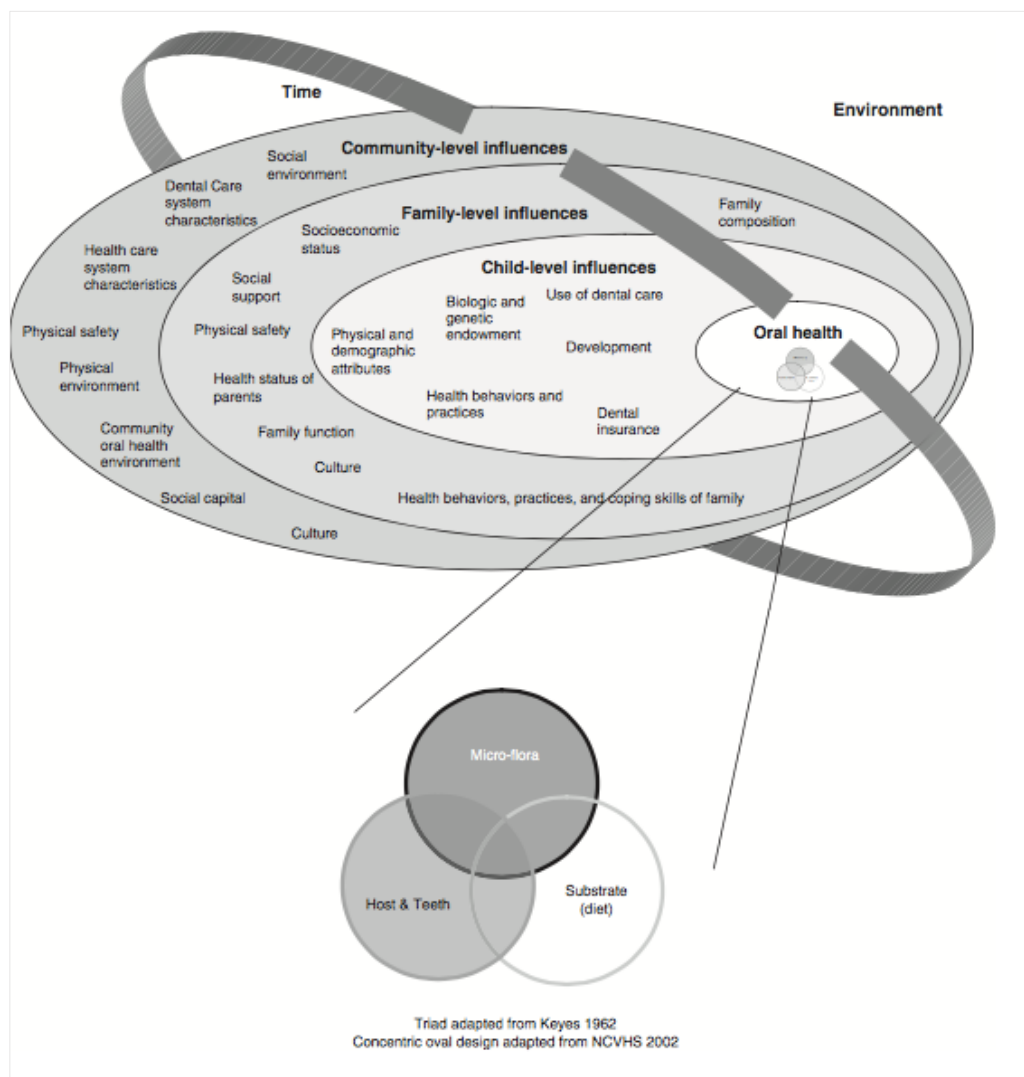 Time
Environment
Community-level influences
Social
environment
Dental Care
system
characteristics
Health care
system
characteristics
Physical safety
Physical
environment
Community
oral health
environment
Social capital
Culture
Family-level influences
Family
composition
Socioeconomic
status
Social
support
Physical safety
Health status of
parents
Family function
Culture
Health behaviors, practices, and coping skills of family
Child-level influences
Use of dental care
Biologic and
genetic
endowment
Physical and
demographic
attributes
Development
Health behaviors and
practices
Dental
insurance
Oral health
Micro-flora
Host & Teeth
Substrate
(diet)
Triad adapted from Keyes 1962
Concentric oval design adapted from NCVHS 2002